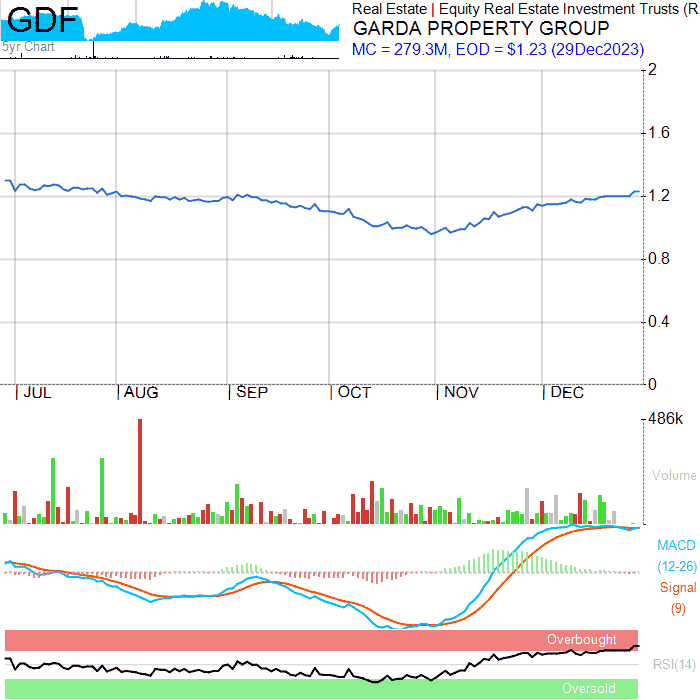 GDF
5yr Chart
Real Estate | Equity Real Estate Investment Trusts (R
GARDA PROPERTY GROUP
MC = 279.3M, EOD = $1.23 (29Dec2023)
2
1.6
1.2
0.8
0.4
0
JUL
AUG
SEP
OCT
NOV
DEC
486k
Volume
MACD
(12-26)
Signal
(9)
Overbought
RSI(14)
Oversold